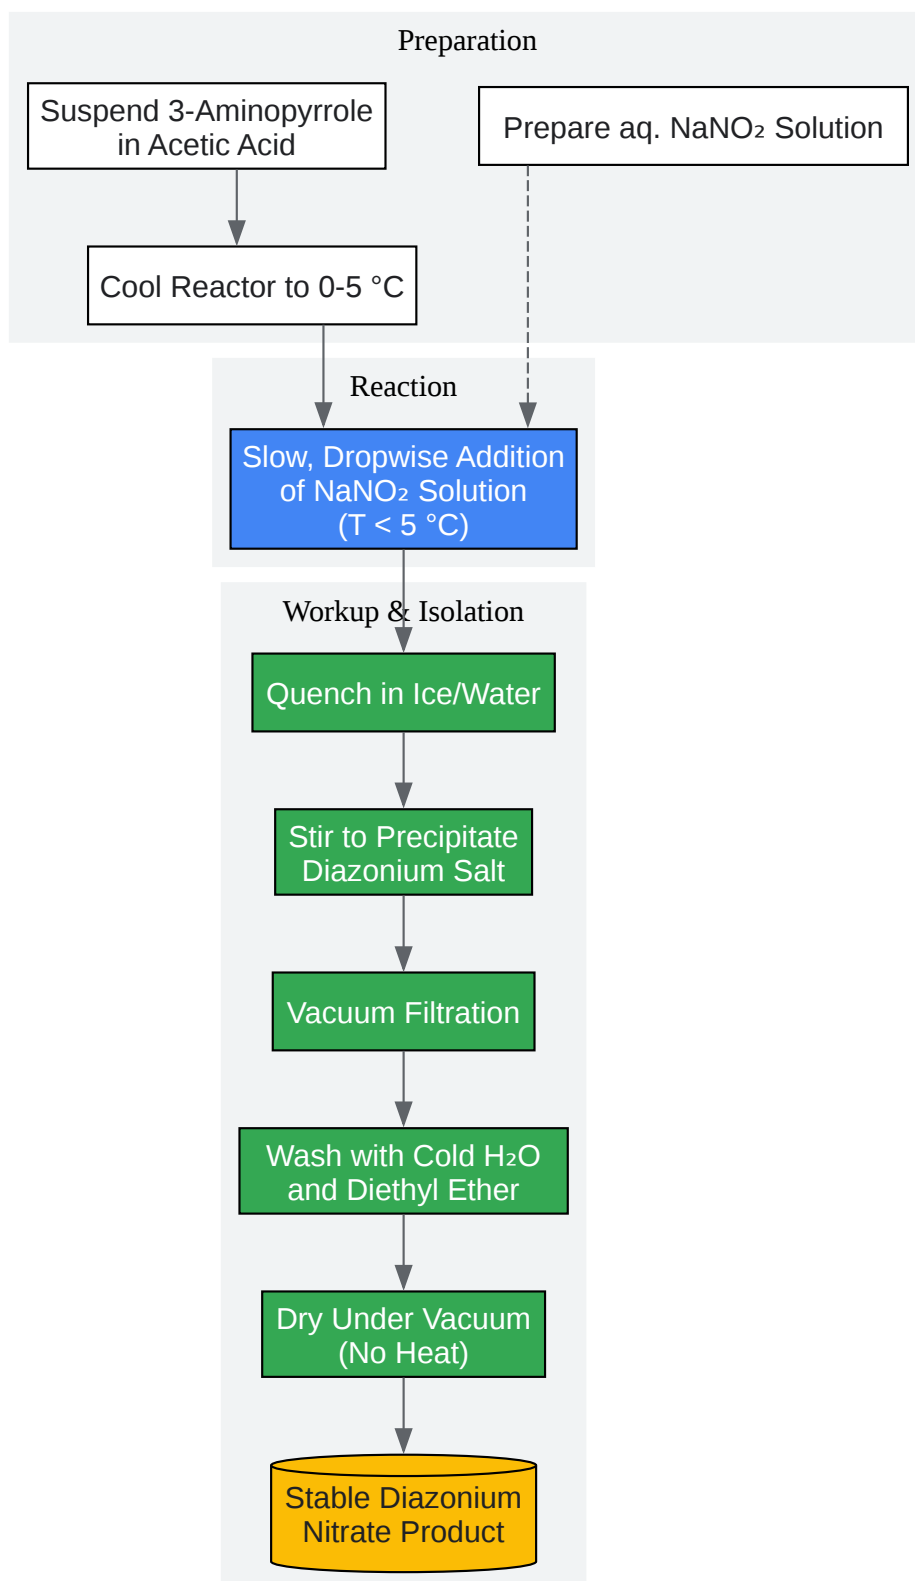 Preparation
Suspend 3-Aminopyrrole
in Acetic Acid
Prepare aq. NaNO₂ Solution
Cool Reactor to 0-5 °C
Reaction
Slow, Dropwise Addition
of NaNO₂ Solution
(T < 5 °C)
Workup & Isolation
Quench in Ice/Water
Stir to Precipitate
Diazonium Salt
Vacuum Filtration
Wash with Cold H₂O
and Diethyl Ether
Dry Under Vacuum
(No Heat)
Stable Diazonium
Nitrate Product